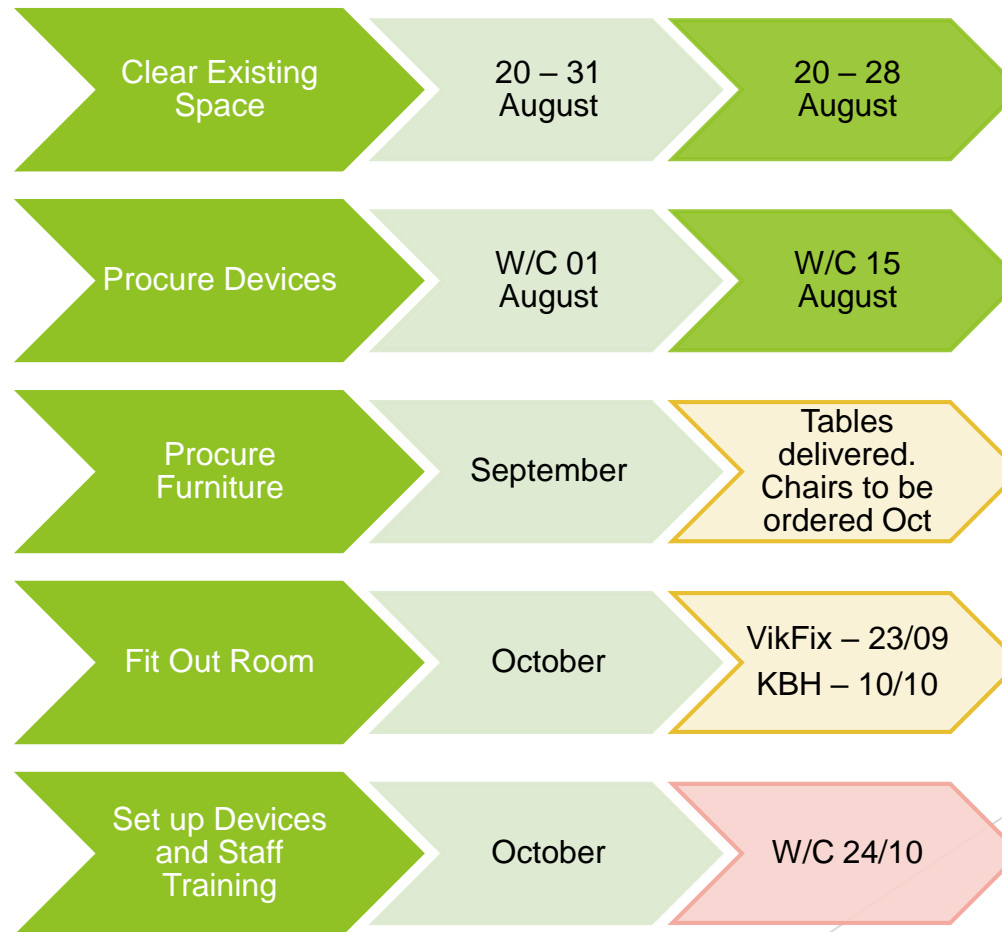 Clear Existing
Space
20 – 31
August
20 – 28
August
Procure Devices
W/C 01
August
W/C 15
August
Procure
Furniture
September
Tables
delivered.
Chairs to be
ordered Oct
Fit Out Room
October
VikFix – 23/09
KBH – 10/10
Set up Devices
and Staff
Training
October
W/C 24/10